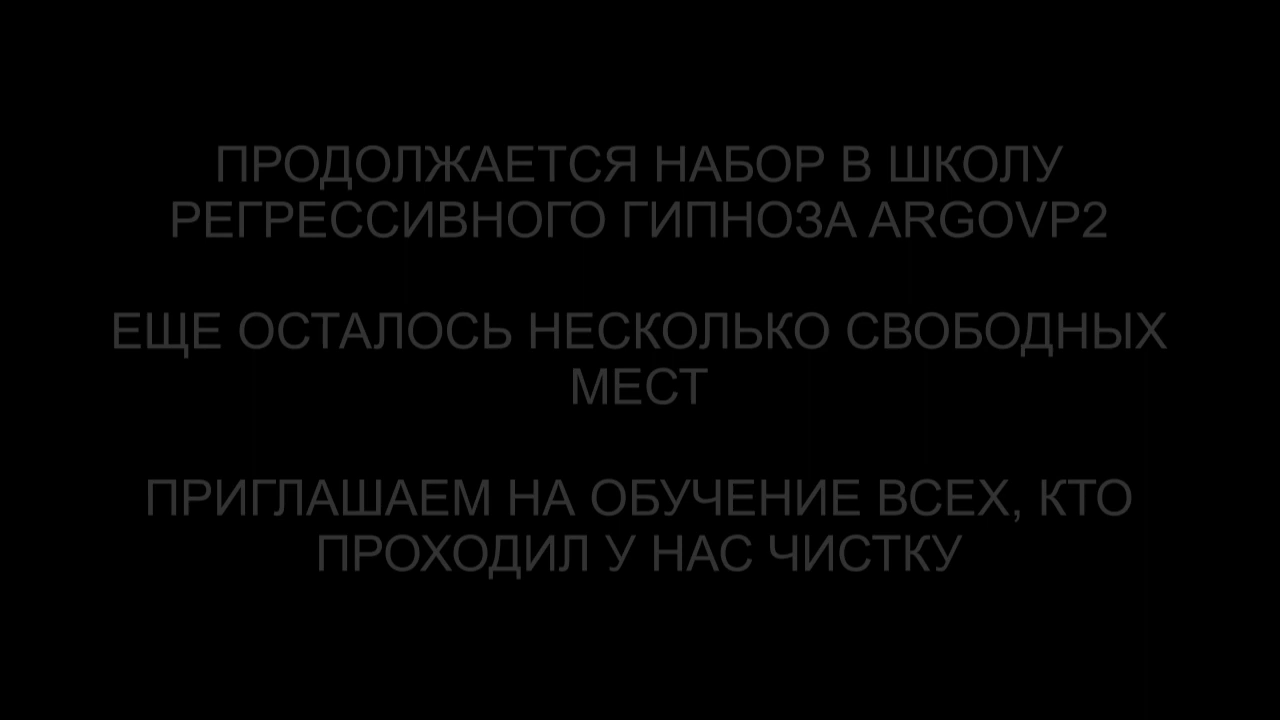 ПРОДОЛЖАЕТСЯ НАБОР В ШКОЛУ
РЕГРЕССИВНОГО ГИПНОЗА ARGOVP2
ЕЩЕ ОСТАЛОСЬ НЕСКОЛЬКО СВОБОДНЫХ
МЕСТ
ПРИГЛАШАЕМ НА ОБУЧЕНИЕ ВСЕХ, КТО
ПРОХОДИЛ У НАС ЧИСТКУ